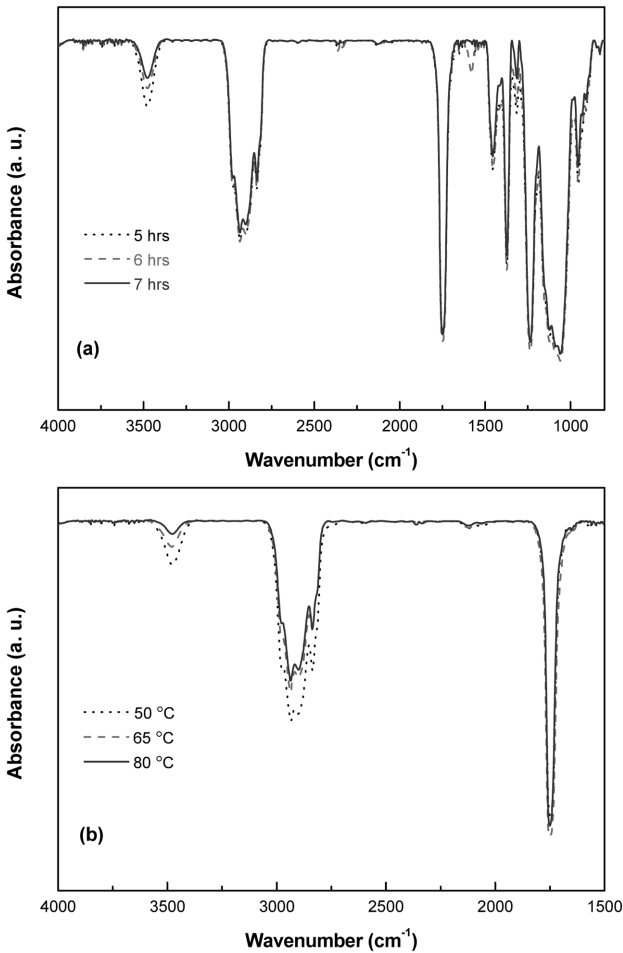 Absorbance (a. u.)
5 hrs
6 hrs
7 hrs
(a)
4000 3500 3000 2500 2000 1500 1000
Wavenumber (cm-1)
Absorbance (a. u.)
50 °C
65 °C
80 °C
(b)
4000 3500 3000 2500 2000 1500
Wavenumber (cm-1)